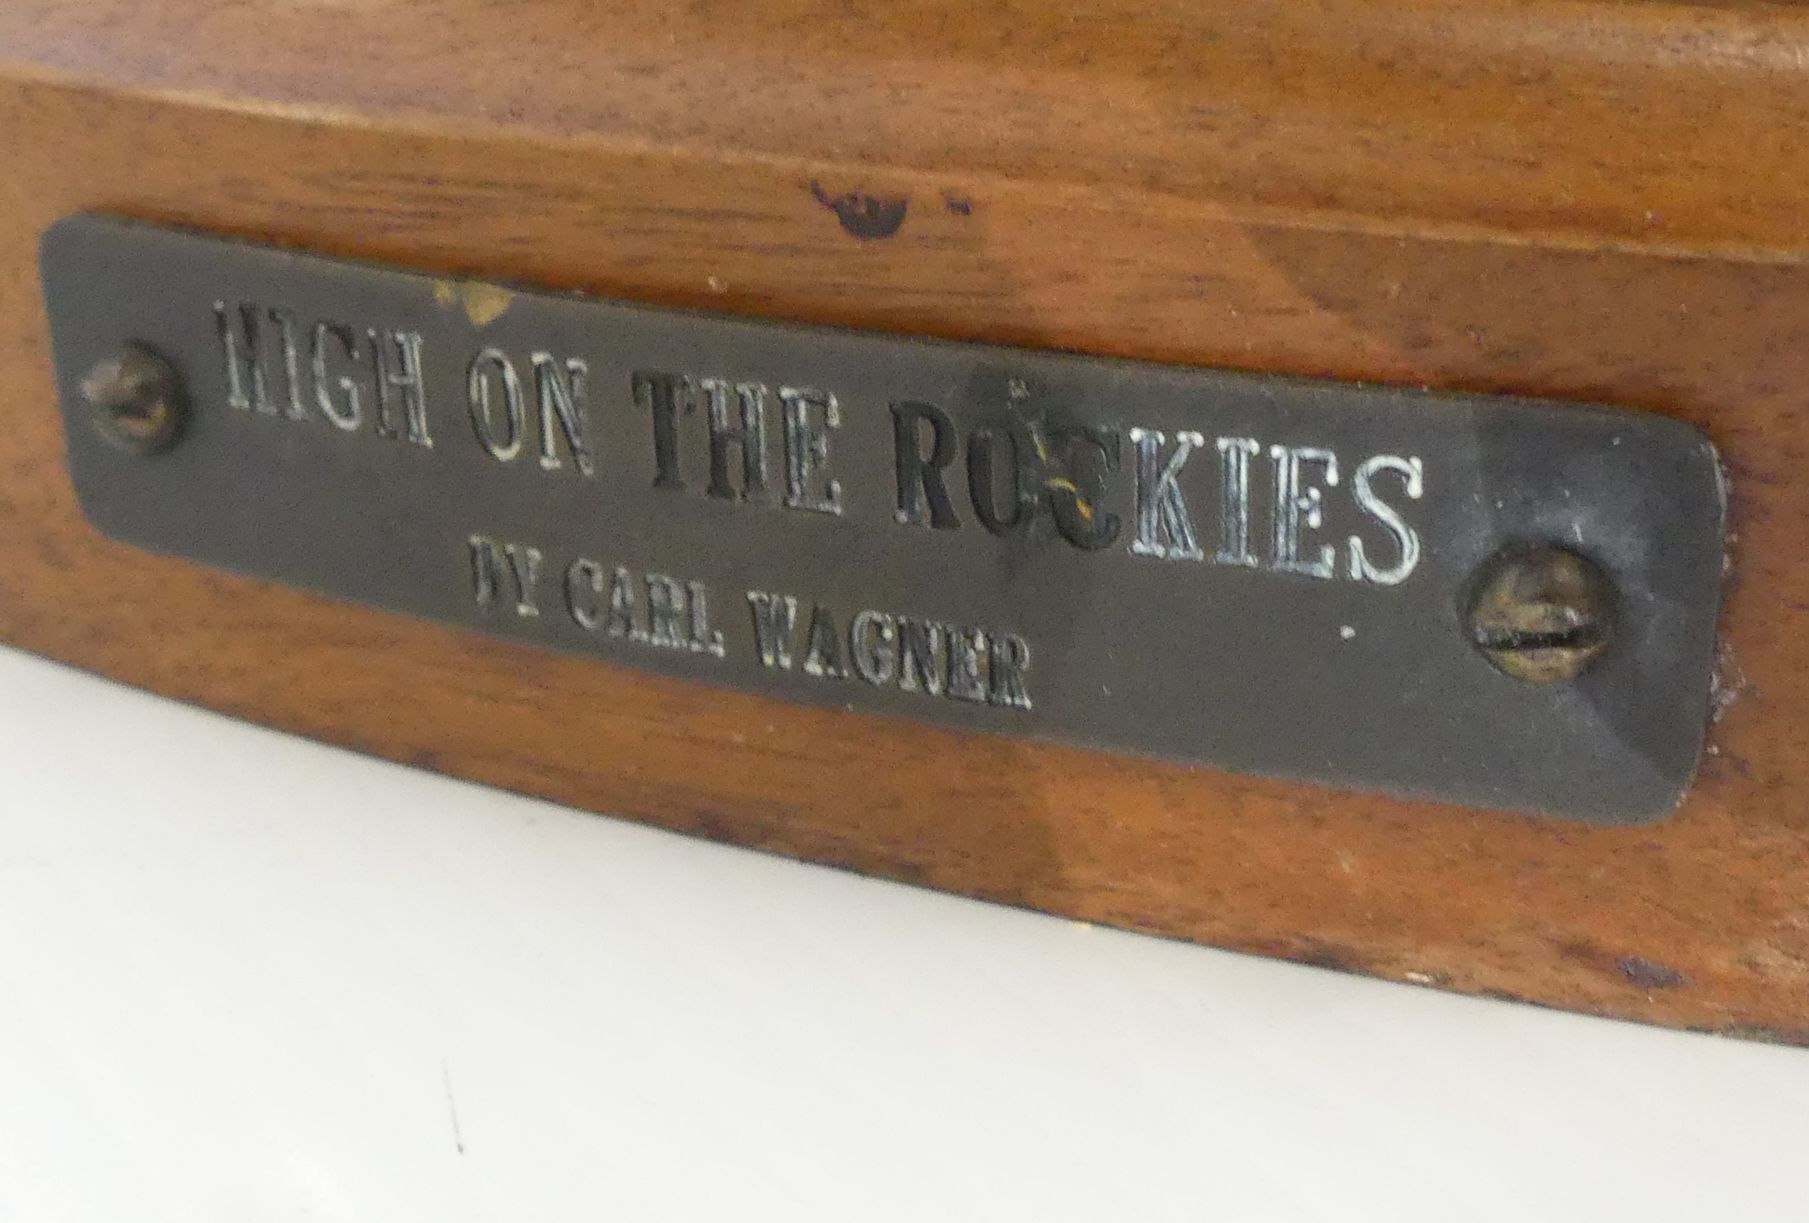 HIGH ON THE ROCKIES
BY CARL WAGNER